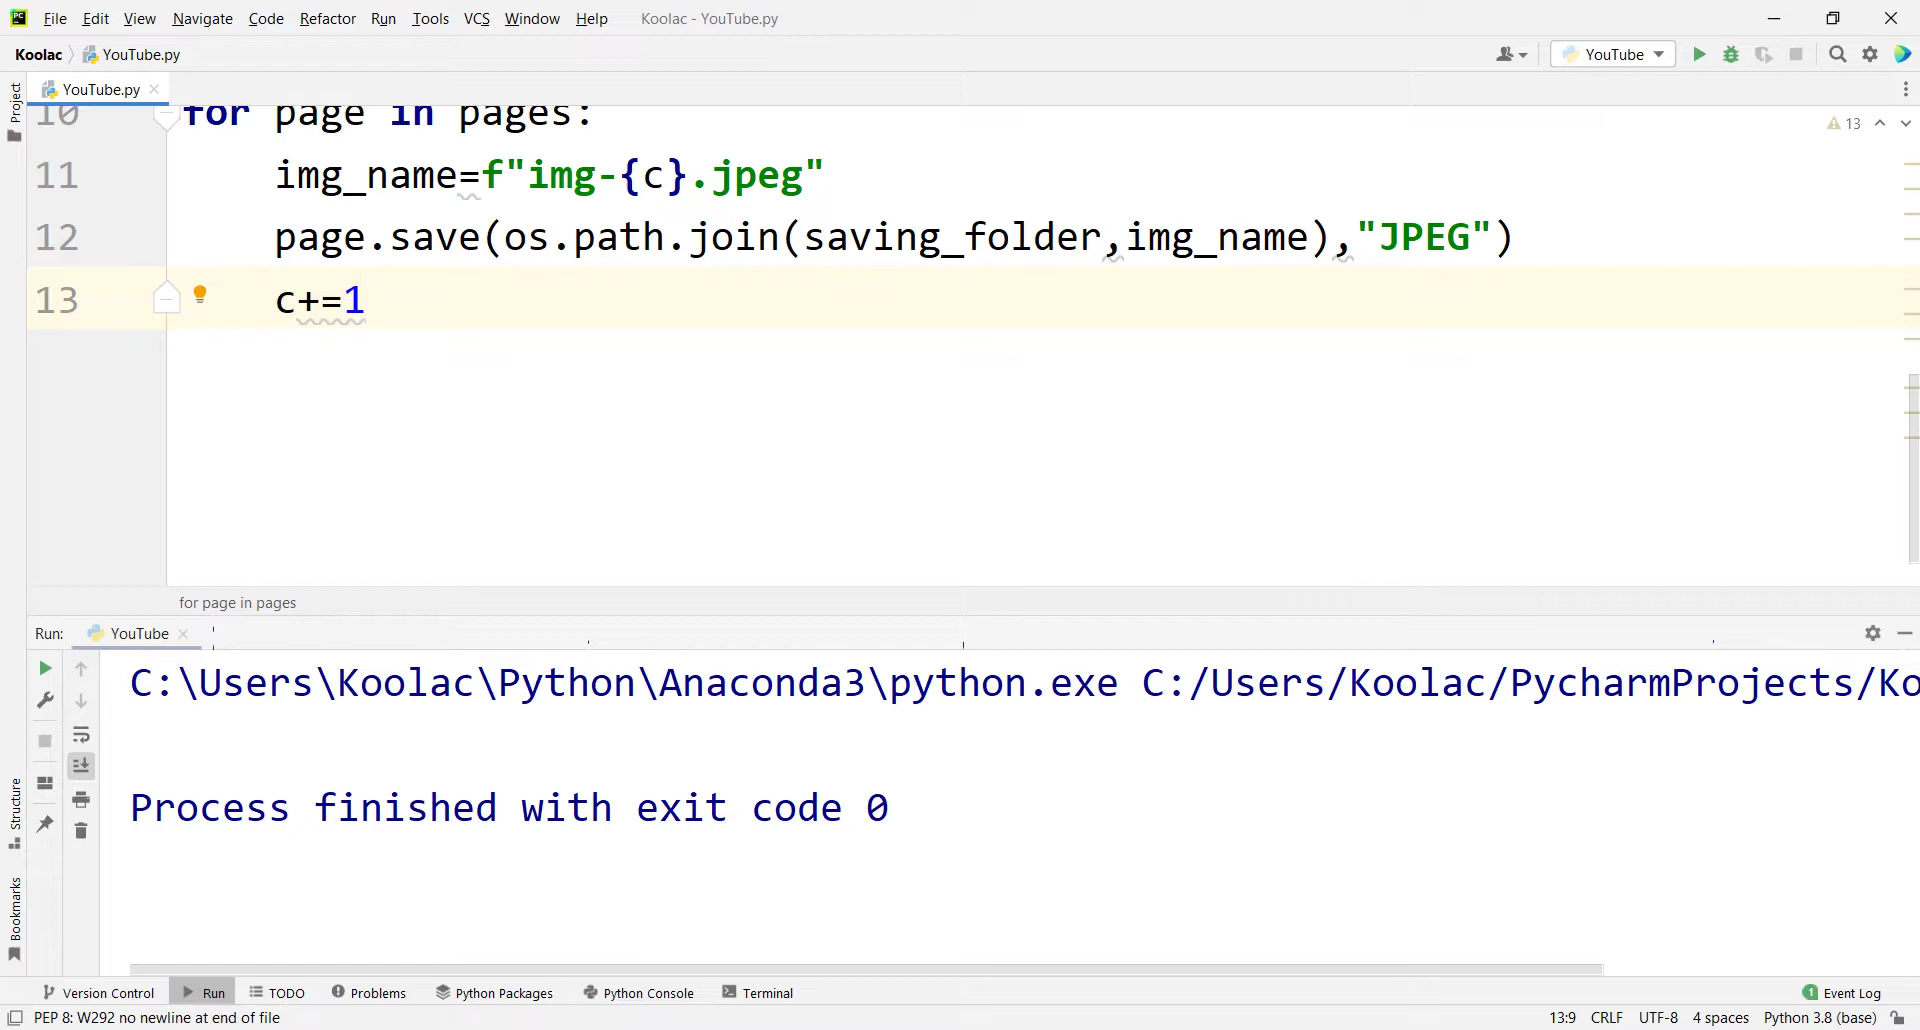 File Edit View Navigate Code Refactor Run Tools VCS Window Help Koolac - YouTube.py
Koolac YouTube.py YouTube
YouTube.py
Project
10 for page in pages:
13
11 img_name=f"img-{c}.jpeg"
12 page.save(os.path.join(saving_folder,img_name),"JPEG")
13 c+=1
for page in pages
Run: YouTube
C:\Users\Koolac\Python\Anaconda3\python.exe C:/Users/Koolac/PycharmProjects/Ko
Process finished with exit code 0
Structure
Bookmarks
Version Control Run TODO Problems Python Packages Python Console Terminal 1 Event Log
PEP 8: W292 no newline at end of file 13:9 CRLF UTF-8 4 spaces Python 3.8 (base)